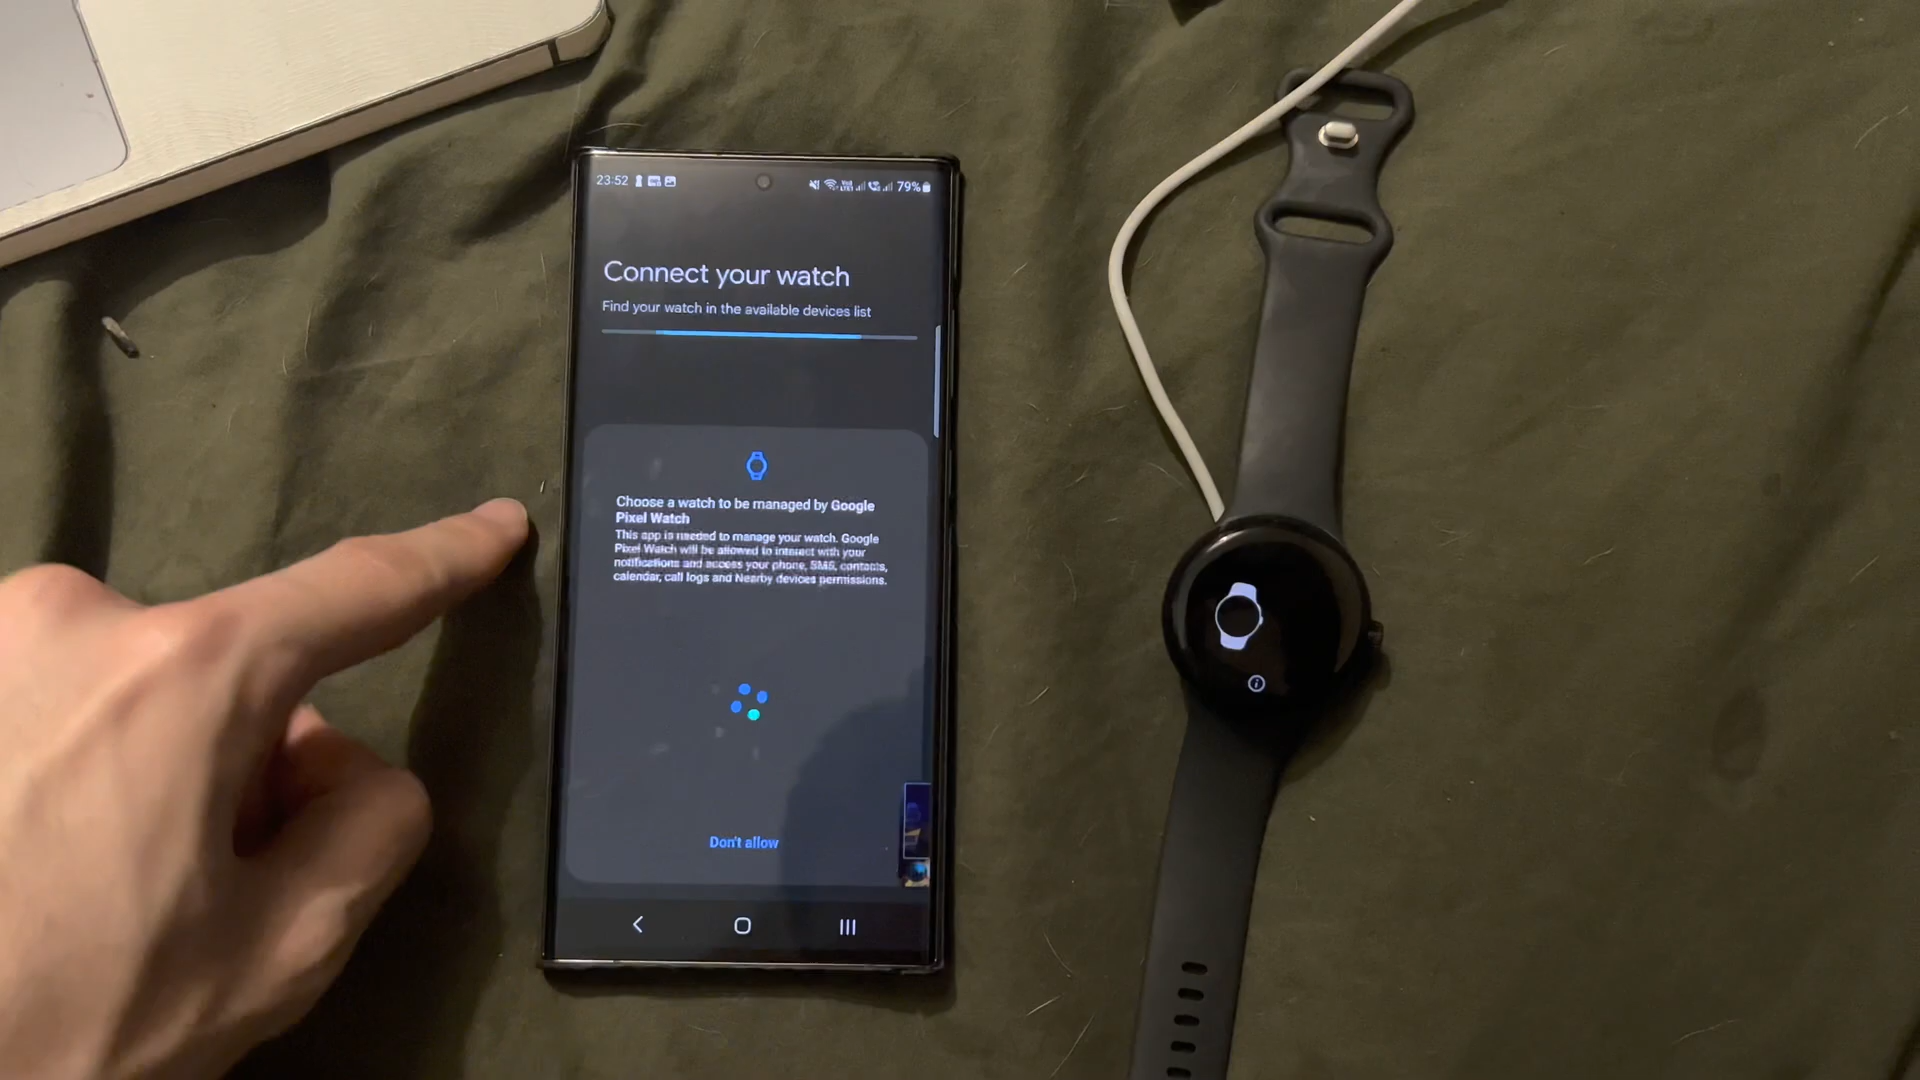 23:52
79%
Connect your watch
Find your watch in the available devices list
Choose a watch to be managed by Google
Pixel Watch
This app is needed to manage your watch. Google
Pixel Watch will be allowed to interact with your
notifications and access your phone, SMS, contacts,
calendar, call logs and Nearby devices permissions.
Don't allow